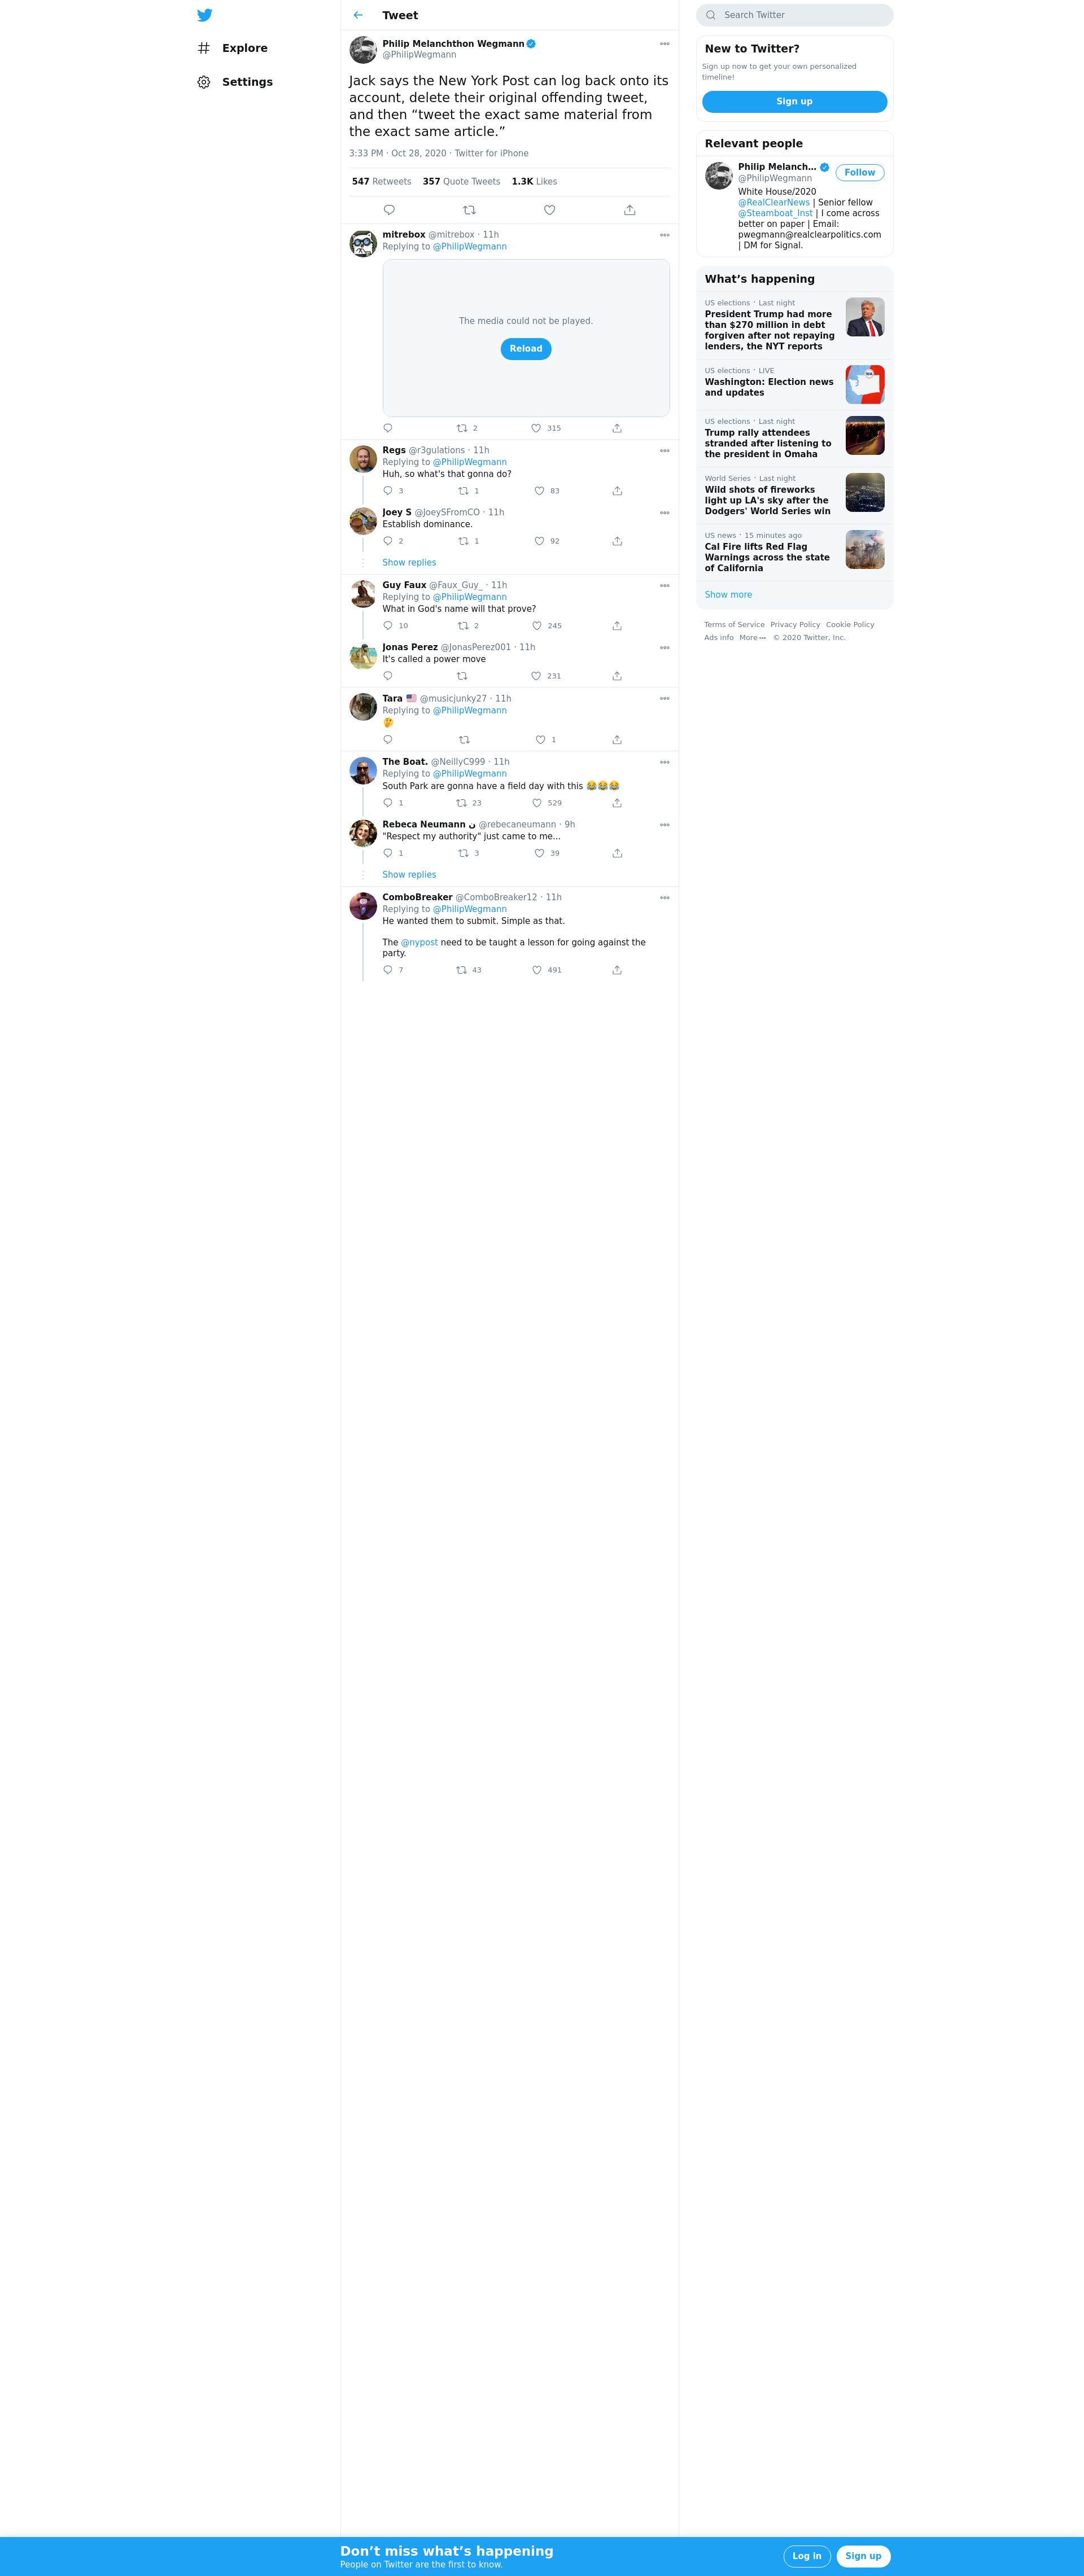 Explore
Settings
Tweet
Philip Melanchthon Wegmann
@PhilipWegmann
Jack says the New York Post can log back onto its
account, delete their original offending tweet,
and then “tweet the exact same material from
the exact same article.”
3:33 PM · Oct 28, 2020 · Twitter for iPhone
547 Retweets 357 Quote Tweets 1.3K Likes
mitrebox @mitrebox · 11h
Replying to @PhilipWegmann
The media could not be played.
Reload
2 315
Regs @r3gulations · 11h
Replying to @PhilipWegmann
Huh, so what's that gonna do?
3 1 83
Joey S @JoeySFromCO · 11h
Establish dominance.
2 1 92
Show replies
Guy Faux @Faux_Guy_ · 11h
Replying to @PhilipWegmann
What in God's name will that prove?
10 2 245
Jonas Perez @JonasPerez001 · 11h
It's called a power move
231
Tara 🇺🇸 @musicjunky27 · 11h
Replying to @PhilipWegmann
🤔
1
The Boat. @NeillyC999 · 11h
Replying to @PhilipWegmann
South Park are gonna have a field day with this 😂😂😂
1 23 529
Rebeca Neumann ن @rebecaneumann · 9h
"Respect my authority" just came to me...
1 3 39
Show replies
ComboBreaker @ComboBreaker12 · 11h
Replying to @PhilipWegmann
He wanted them to submit. Simple as that.
The @nypost need to be taught a lesson for going against the
party.
7 43 491
Search Twitter
New to Twitter?
Sign up now to get your own personalized
timeline!
Sign up
Relevant people
Philip Melanch…
@PhilipWegmann
Follow
White House/2020
@RealClearNews | Senior fellow
@Steamboat_Inst | I come across
better on paper | Email:
pwegmann@realclearpolitics.com
| DM for Signal.
What’s happening
US elections · Last night
President Trump had more
than $270 million in debt
forgiven after not repaying
lenders, the NYT reports
US elections · LIVE
Washington: Election news
and updates
US elections · Last night
Trump rally attendees
stranded after listening to
the president in Omaha
World Series · Last night
Wild shots of fireworks
light up LA's sky after the
Dodgers' World Series win
US news · 15 minutes ago
Cal Fire lifts Red Flag
Warnings across the state
of California
Show more
Terms of Service Privacy Policy Cookie Policy
Ads info More ••• © 2020 Twitter, Inc.
Don’t miss what’s happening
People on Twitter are the first to know.
Log in
Sign up